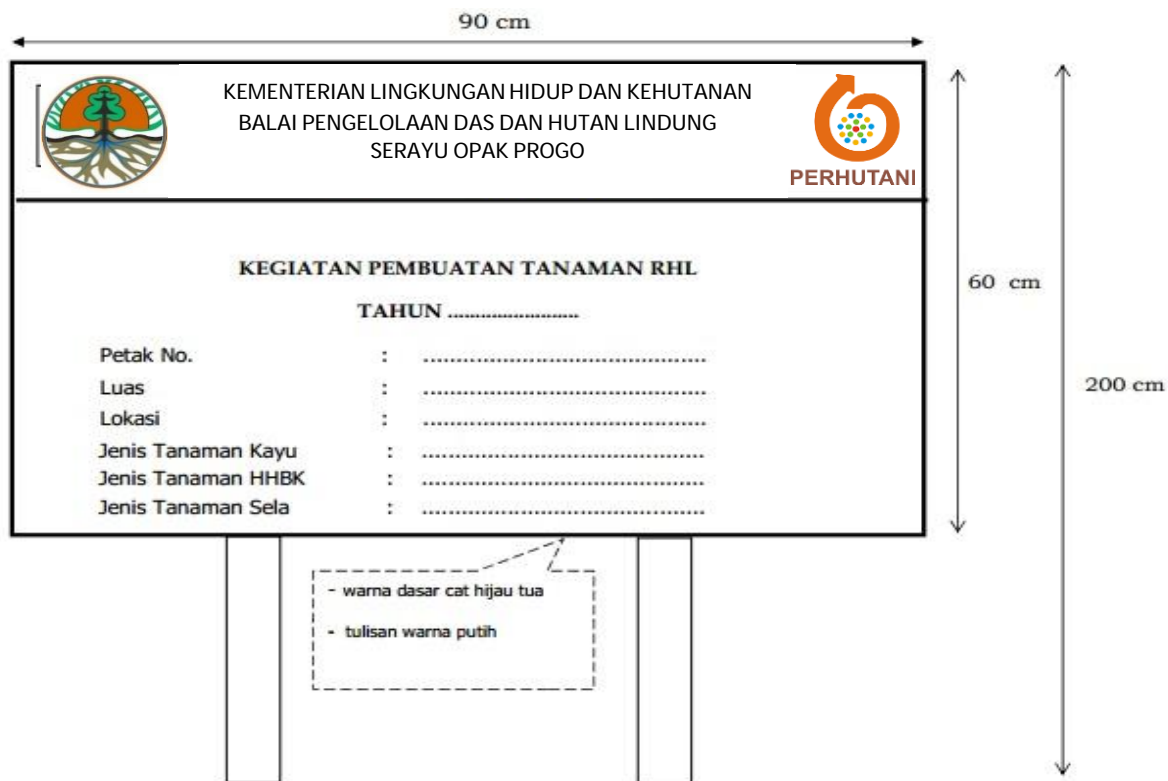 90 cm
KEMENTERIAN LINGKUNGAN HIDUP DAN KEHUTANAN
BALAI PENGELOLAAN DAS DAN HUTAN LINDUNG
SERAYU OPAK PROGO
PERHUTANI
KEGIATAN PEMBUATAN TANAMAN RHL
TAHUN ..........................
60 cm
Petak No. : ..........................................
Luas : ..........................................
200 cm
Lokasi : ..........................................
Jenis Tanaman Kayu : ..........................................
Jenis Tanaman HHBK : ..........................................
Jenis Tanaman Sela : ..........................................
- warna dasar cat hijau tua
- tulisan warna putih